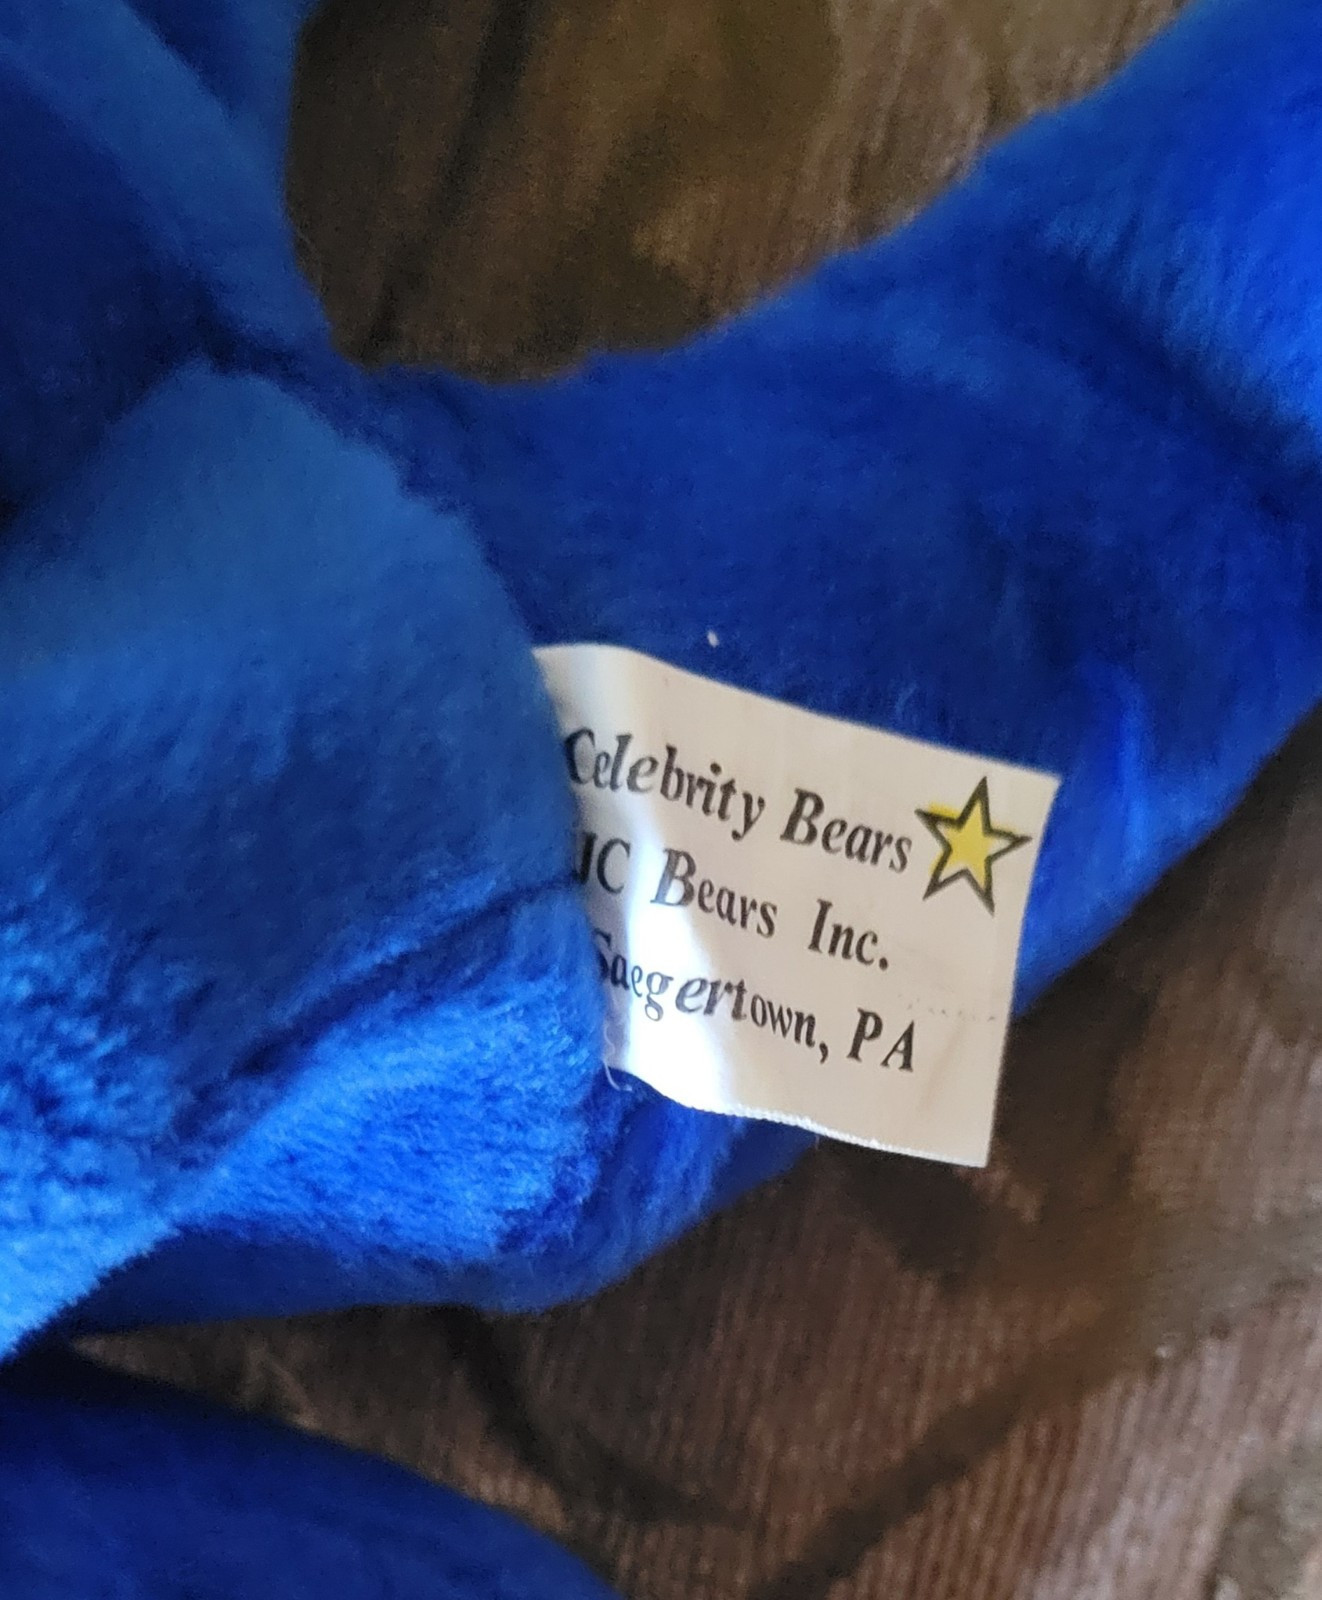 Celebrity Bears
JC Bears Inc.
Saegertown, PA